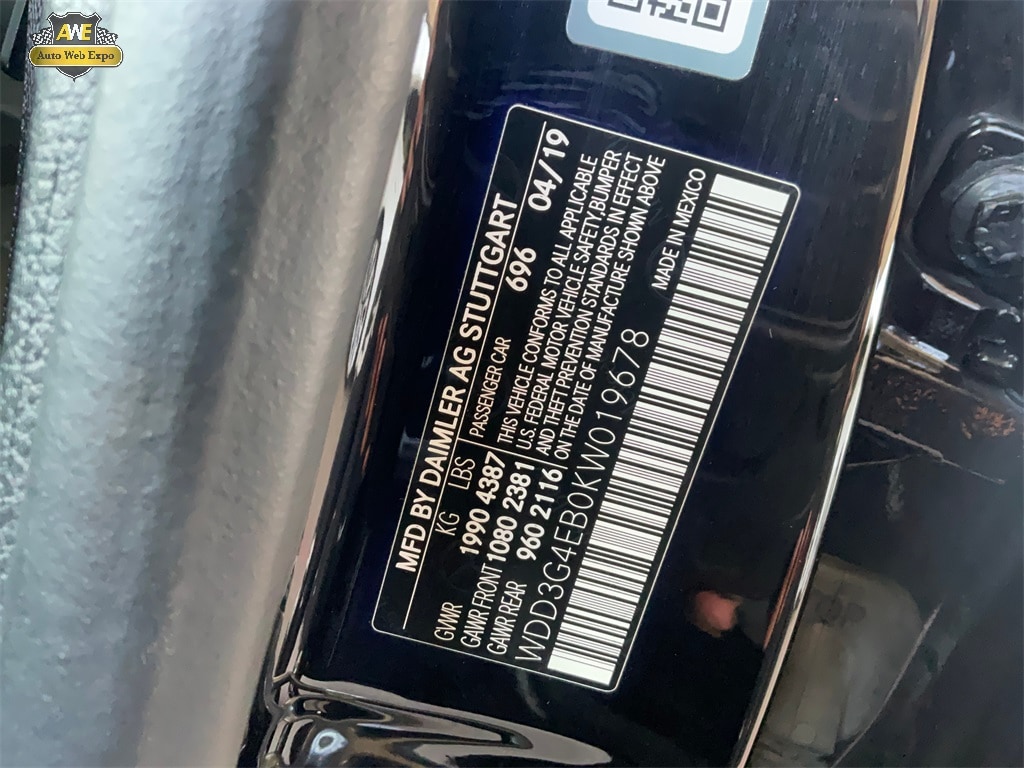 AWE
Auto Web Expo
MFD BY DAIMLER AG STUTTGART
696 04/19
KG LBS PASSENGER CAR
GVWR 1990 4387
GAWR FRONT 1080 2381
GAWR REAR 960 2116
THIS VEHICLE CONFORMS TO ALL APPLICABLE
U.S. FEDERAL MOTOR VEHICLE SAFETY BUMPER
AND THEFT PREVENTION STANDARDS IN EFFECT
ON THE DATE OF MANUFACTURE SHOWN ABOVE
WDD3G4EB0KW019678
MADE IN MEXICO